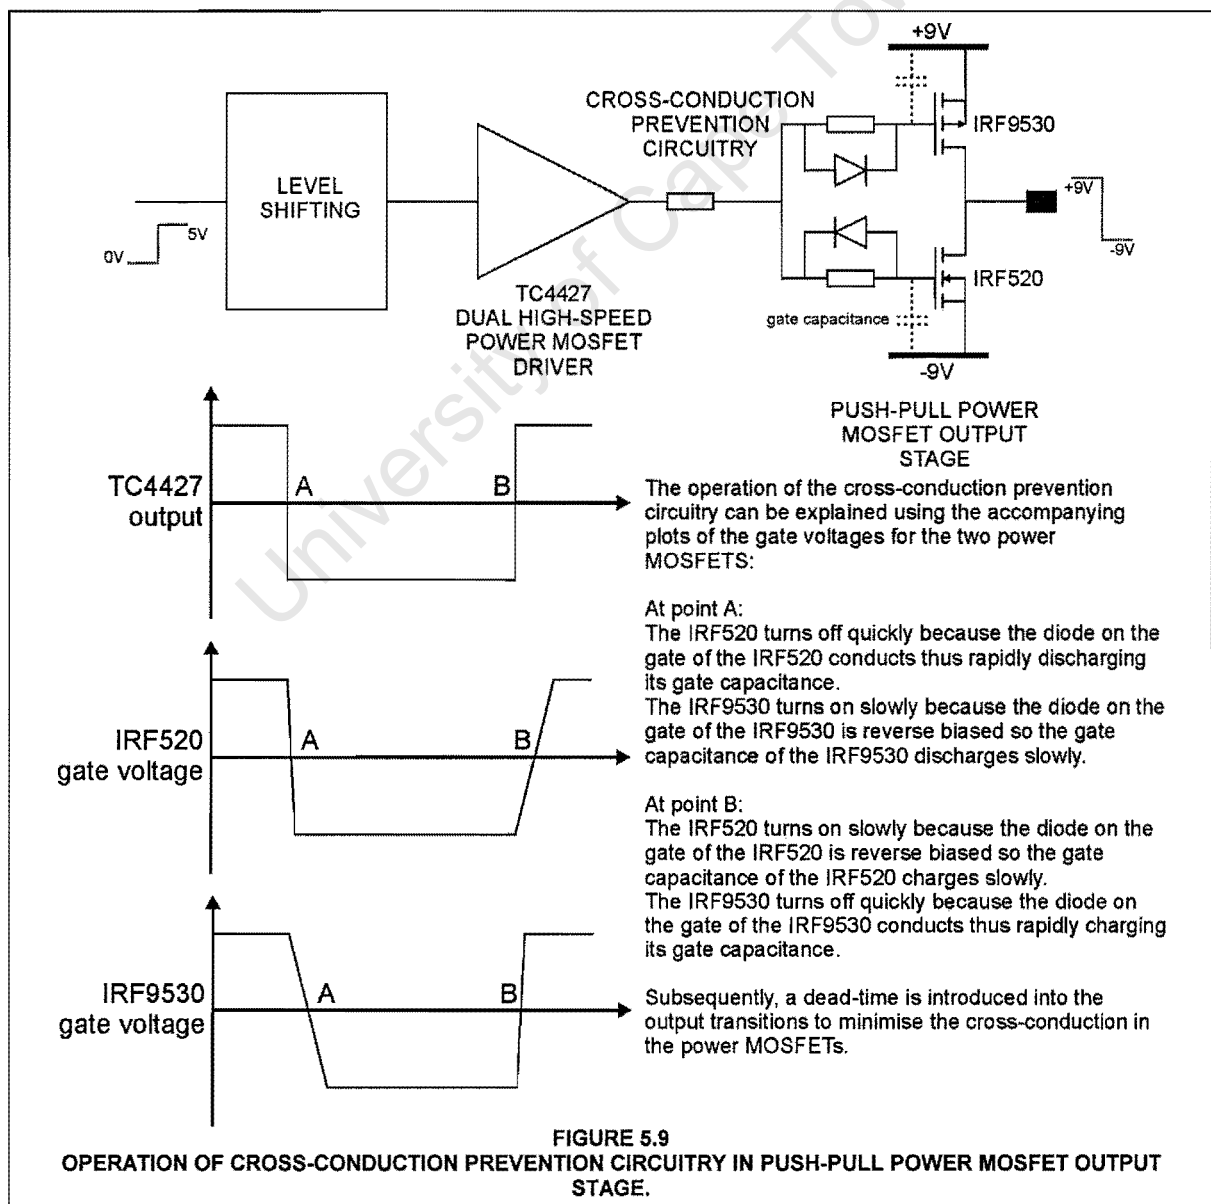 +9V
CROSS-CONDUCTION
PREVENTION
CIRCUITRY
IRF9530
LEVEL
SHIFTING
5V
0V
+9V
-9V
IRF520
TC4427
DUAL HIGH-SPEED
POWER MOSFET
DRIVER
gate capacitance
-9V
PUSH-PULL POWER
MOSFET OUTPUT
STAGE
TC4427
output
A
B
The operation of the cross-conduction prevention
circuitry can be explained using the accompanying
plots of the gate voltages for the two power
MOSFETS:
At point A:
The IRF520 turns off quickly because the diode on the
gate of the IRF520 conducts thus rapidly discharging
its gate capacitance.
The IRF9530 turns on slowly because the diode on the
gate of the IRF9530 is reverse biased so the gate
capacitance of the IRF9530 discharges slowly.
IRF520
gate voltage
A
B
At point B:
The IRF520 turns on slowly because the diode on the
gate of the IRF520 is reverse biased so the gate
capacitance of the IRF520 charges slowly.
The IRF9530 turns off quickly because the diode on
the gate of the IRF9530 conducts thus rapidly charging
its gate capacitance.
IRF9530
gate voltage
A
B
Subsequently, a dead-time is introduced into the
output transitions to minimise the cross-conduction in
the power MOSFETs.
FIGURE 5.9
OPERATION OF CROSS-CONDUCTION PREVENTION CIRCUITRY IN PUSH-PULL POWER MOSFET OUTPUT
STAGE.
University of Cape Tow